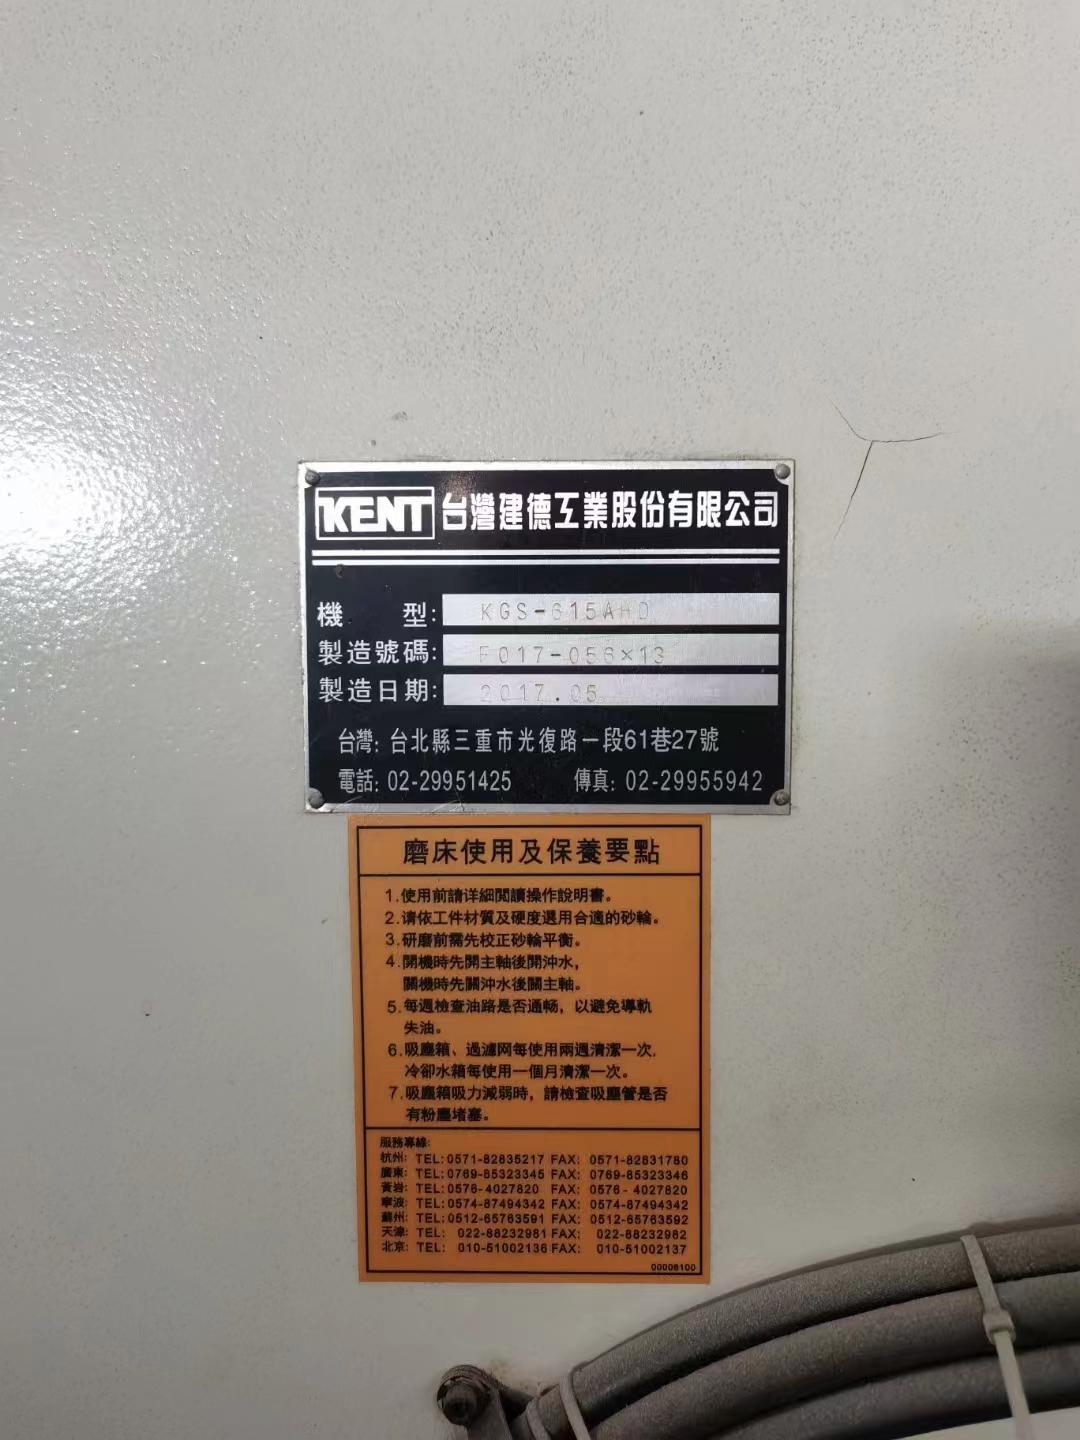 KENT 台灣建德工業股份有限公司
機 型: KGS-615AHD
製造號碼: F017-056×13
製造日期: 2017.05
台灣: 台北縣三重市光復路一段61巷27號
電話: 02-29951425 傳真: 02-29955942
磨床使用及保養要點
1.使用前請详細閲讀操作說明書。
2.请依工件材質及硬度選用合適的砂輪。
3.研磨前需先校正砂輪平衡。
4.開機時先開主軸後開沖水,
關機時先關沖水後關主軸。
5.每週檢查油路是否通畅,以避免導軌
失油。
6.吸塵箱、過濾网每使用兩週清潔一次,
冷卻水箱每使用一個月清潔一次。
7.吸塵箱吸力減弱時,請檢查吸塵管是否
有粉塵堵塞。
服務專線:
杭州: TEL:0571-82835217 FAX: 0571-82831780
廣東: TEL:0769-85323345 FAX: 0769-85323346
黃岩: TEL:0576-4027820 FAX: 0576-4027820
寧波: TEL:0574-87494342 FAX: 0574-87494342
蘇州: TEL:0512-65763591 FAX: 0512-65763592
天津: TEL: 022-88232981 FAX: 022-88232982
北京: TEL: 010-51002136 FAX: 010-51002137
00006100